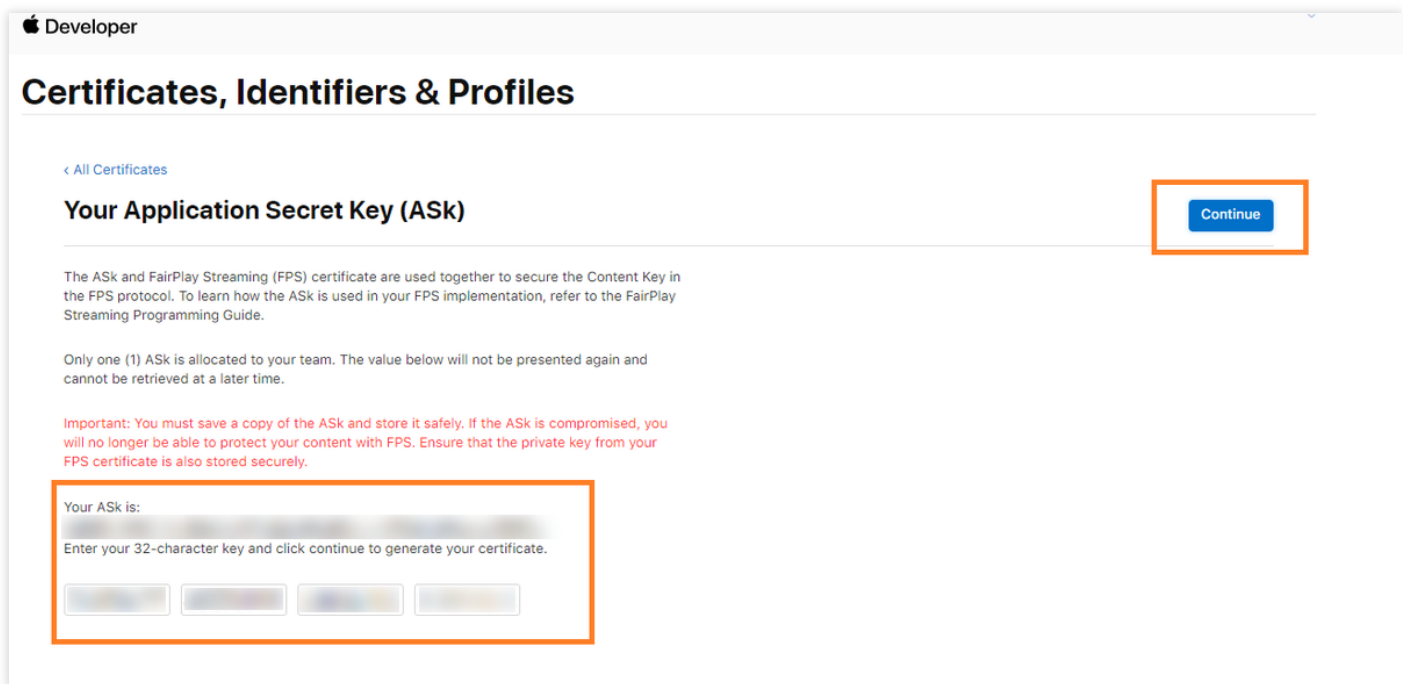 Developer
Certificates, Identifiers & Profiles
< All Certificates
Your Application Secret Key (ASk)
Continue
The ASk and FairPlay Streaming (FPS) certificate are used together to secure the Content Key in
the FPS protocol. To learn how the ASk is used in your FPS implementation, refer to the FairPlay
Streaming Programming Guide.
Only one (1) ASk is allocated to your team. The value below will not be presented again and
cannot be retrieved at a later time.
Important: You must save a copy of the ASk and store it safely. If the ASk is compromised, you
will no longer be able to protect your content with FPS. Ensure that the private key from your
FPS certificate is also stored securely.
Your ASk is:
Enter your 32-character key and click continue to generate your certificate.